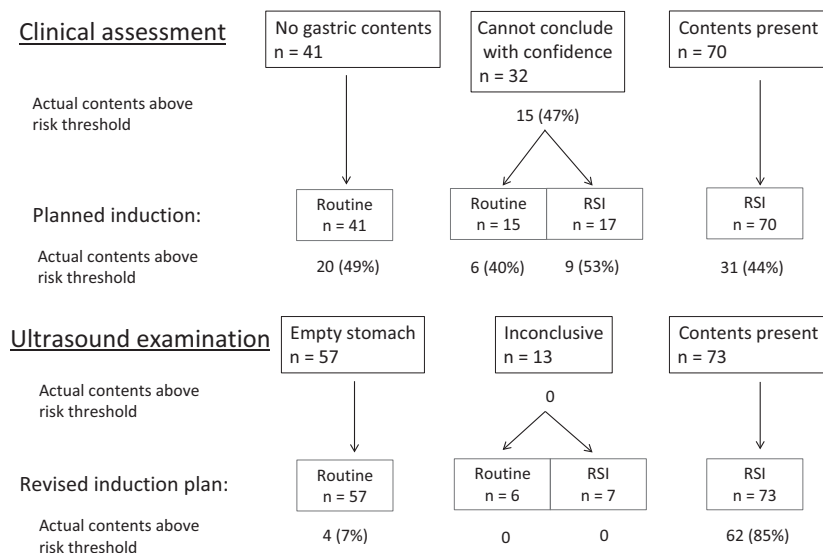 Clinical assessment
No gastric contents
n = 41
Cannot conclude
with confidence
n = 32
Contents present
n = 70
Actual contents above
risk threshold
15 (47%)
Planned induction:
Routine
n = 41
Routine
n = 15
RSI
n = 17
RSI
n = 70
Actual contents above
risk threshold
20 (49%)
6 (40%)
9 (53%)
31 (44%)
Ultrasound examination
Empty stomach
n = 57
Inconclusive
n = 13
Contents present
n = 73
Actual contents above
risk threshold
0
Revised induction plan:
Routine
n = 57
Routine
n = 6
RSI
n = 7
RSI
n = 73
Actual contents above
risk threshold
4 (7%)
0
0
62 (85%)